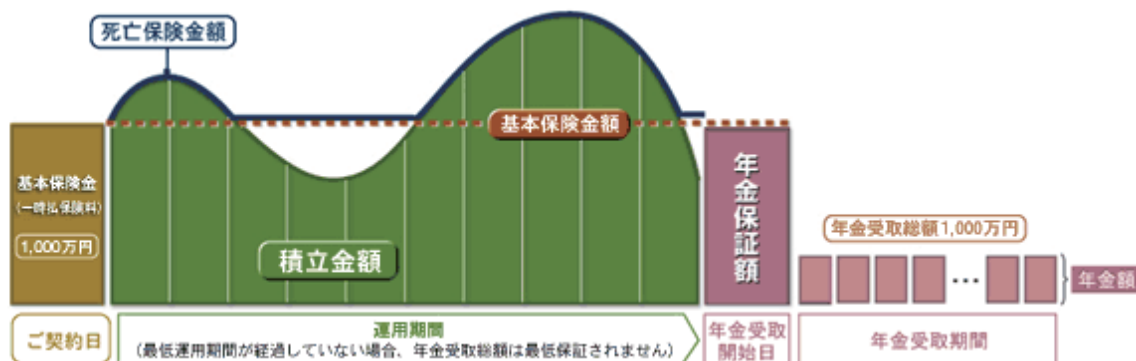 死亡保険金額
基本保険金額
基本保険金
(一時払保険料)
1,000万円
積立金額
年金保証額
年金受取総額1,000万円
…
年金額
ご契約日
運用期間
(最低運用期間が経過していない場合、年金受取総額は最低保証されません)
年金受取
開始日
年金受取期間